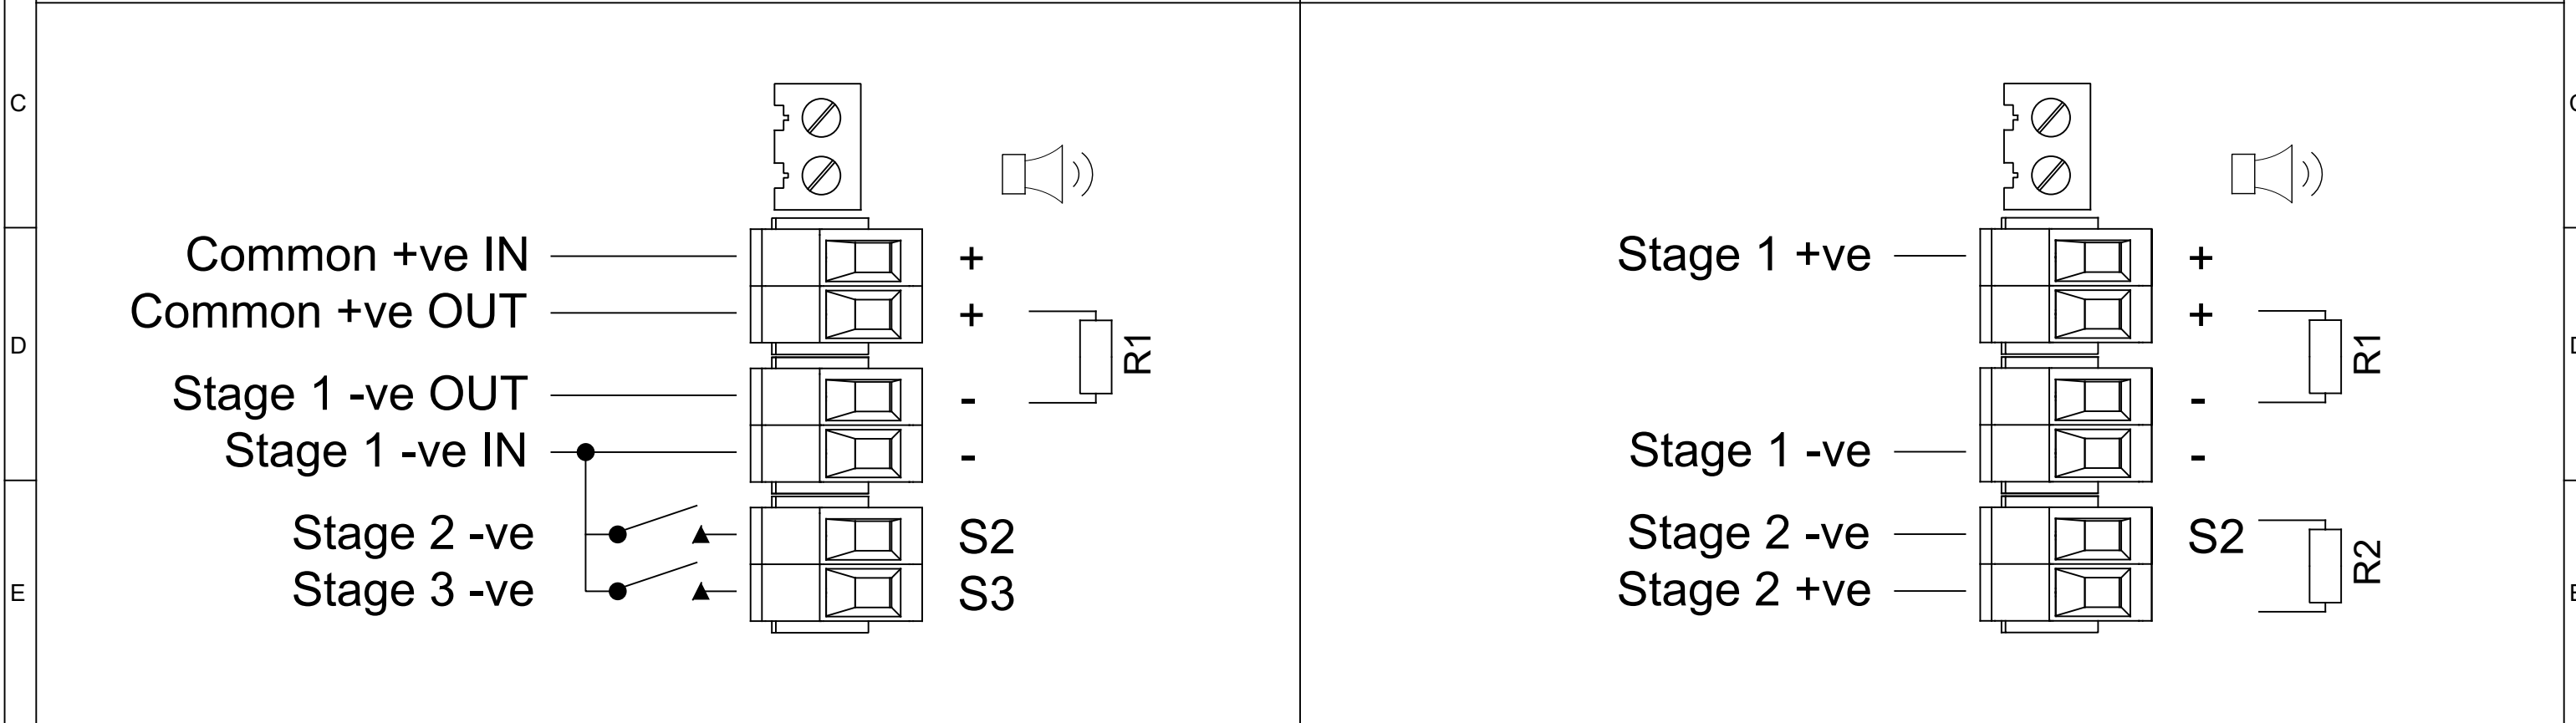 C
D
E
Common +ve IN +
Common +ve OUT +
R1
Stage 1 -ve OUT -
Stage 1 -ve IN -
Stage 2 -ve S2
Stage 3 -ve S3
Stage 1 +ve +
+
R1
-
Stage 1 -ve -
Stage 2 -ve S2
R2
Stage 2 +ve